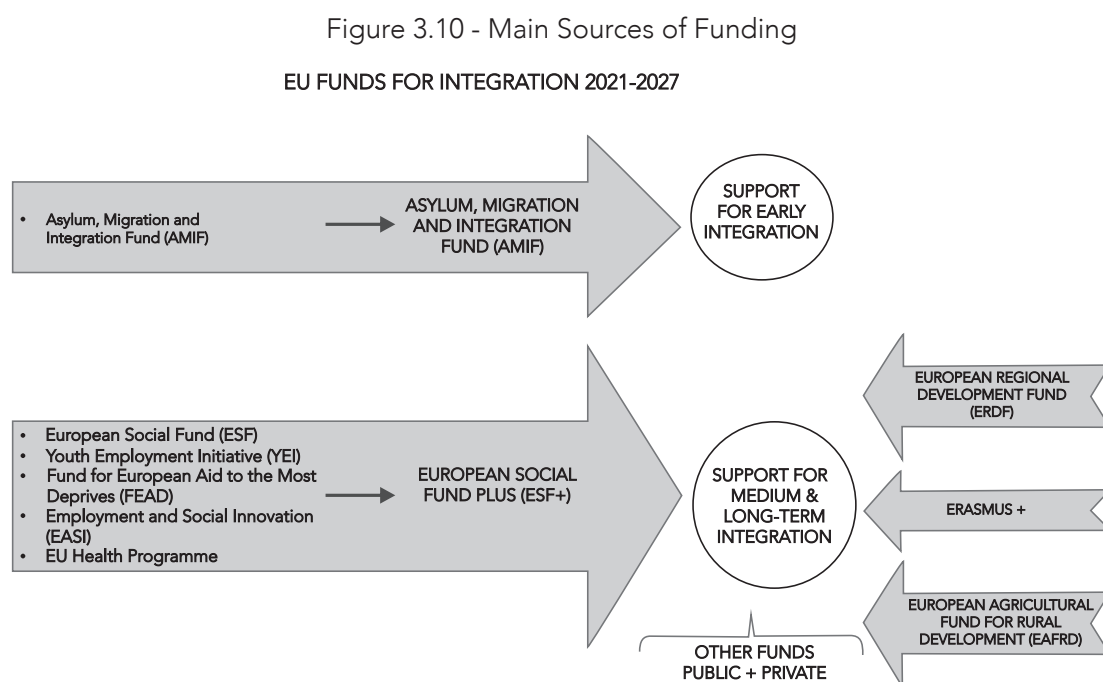 Figure 3.10 - Main Sources of Funding
EU FUNDS FOR INTEGRATION 2021-2027
• Asylum, Migration and
Integration Fund (AMIF)
ASYLUM, MIGRATION
AND INTEGRATION
FUND (AMIF)
SUPPORT
FOR EARLY
INTEGRATION
• European Social Fund (ESF)
• Youth Employment Initiative (YEI)
• Fund for European Aid to the Most
Deprives (FEAD)
• Employment and Social Innovation
(EASI)
• EU Health Programme
EUROPEAN SOCIAL
FUND PLUS (ESF+)
SUPPORT FOR
MEDIUM &
LONG-TERM
INTEGRATION
EUROPEAN REGIONAL
DEVELOPMENT FUND
(ERDF)
ERASMUS +
EUROPEAN AGRICULTURAL
FUND FOR RURAL
DEVELOPMENT (EAFRD)
OTHER FUNDS
PUBLIC + PRIVATE